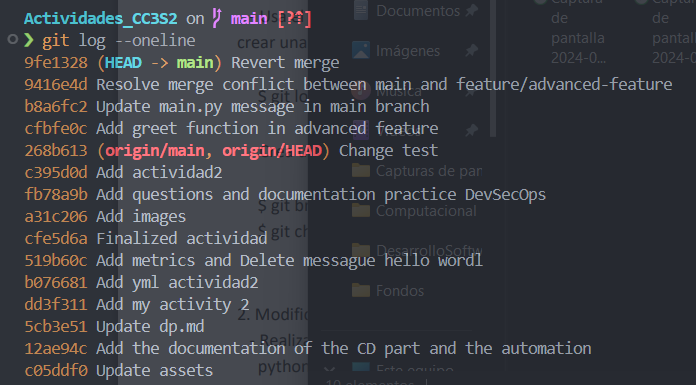 Actividades_CC3S2 on main [?⇡]
❯ git log --oneline
9fe1328 (HEAD -> main) Revert merge
9416e4d Resolve merge conflict between main and feature/advanced-feature
b8a6fc2 Update main.py message in main branch
cfbfe0c Add greet function in advanced feature
268b613 (origin/main, origin/HEAD) Change test
c395d0d Add actividad2
fb78a9b Add questions and documentation practice DevSecOps
a31c206 Add images
cfe5d6a Finalized actividad
519b60c Add metrics and Delete messague hello wordl
b076681 Add yml actividad2
dd3f311 Add my activity 2
5cb3e51 Update dp.md
12ae94c Add the documentation of the CD part and the automation
c05ddf0 Update assets
crear una
$ git
$ git b
$ git ch
2. Modific
- Realiza
python
Documentos
Imágenes
Música
Capturas de pan
Computacional
DesarrolloSoftw
Fondos
Este equipo
10 elementos
Captura
de
pantalla
2024-0...
Captura
de
pantalla
2024-0...